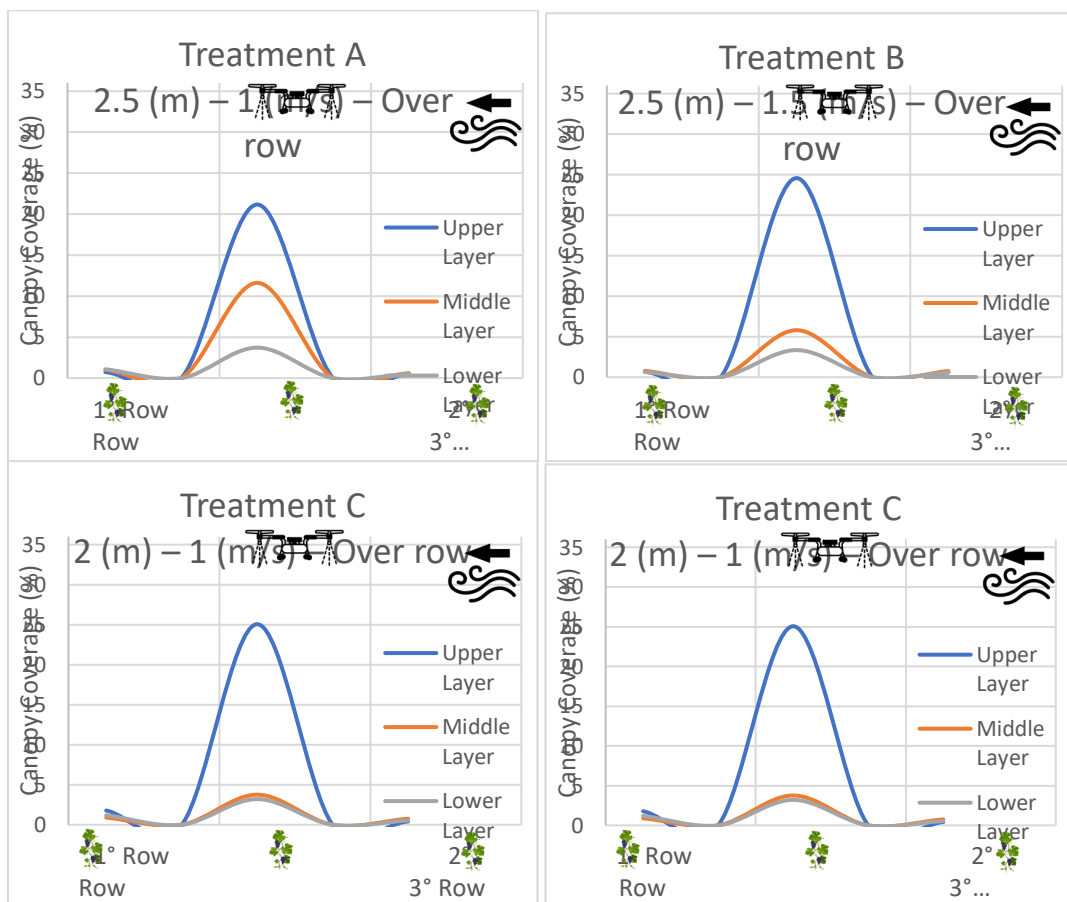 Treatment A
2.5 (m) – 1 (m/s) – Over
row
Canopy Coverage (%)
35
30
25
20
15
10
5
0
Upper
Layer
Middle
Layer
Lower
Layer
1° Row
Row
2°
3°...
Treatment B
2.5 (m) – 1.5 (m/s) – Over
row
Canopy Coverage (%)
35
30
25
20
15
10
5
0
Upper
Layer
Middle
Layer
Lower
Layer
1° Row
Row
2°
3°...
Treatment C
2 (m) – 1 (m/s) – Over row
Canopy Coverage (%)
35
30
25
20
15
10
5
0
Upper
Layer
Middle
Layer
Lower
Layer
1° Row
Row
2°
3° Row
Treatment C
2 (m) – 1 (m/s) – Over row
Canopy Coverage (%)
35
30
25
20
15
10
5
0
Upper
Layer
Middle
Layer
Lower
Layer
1° Row
Row
2°
3°...